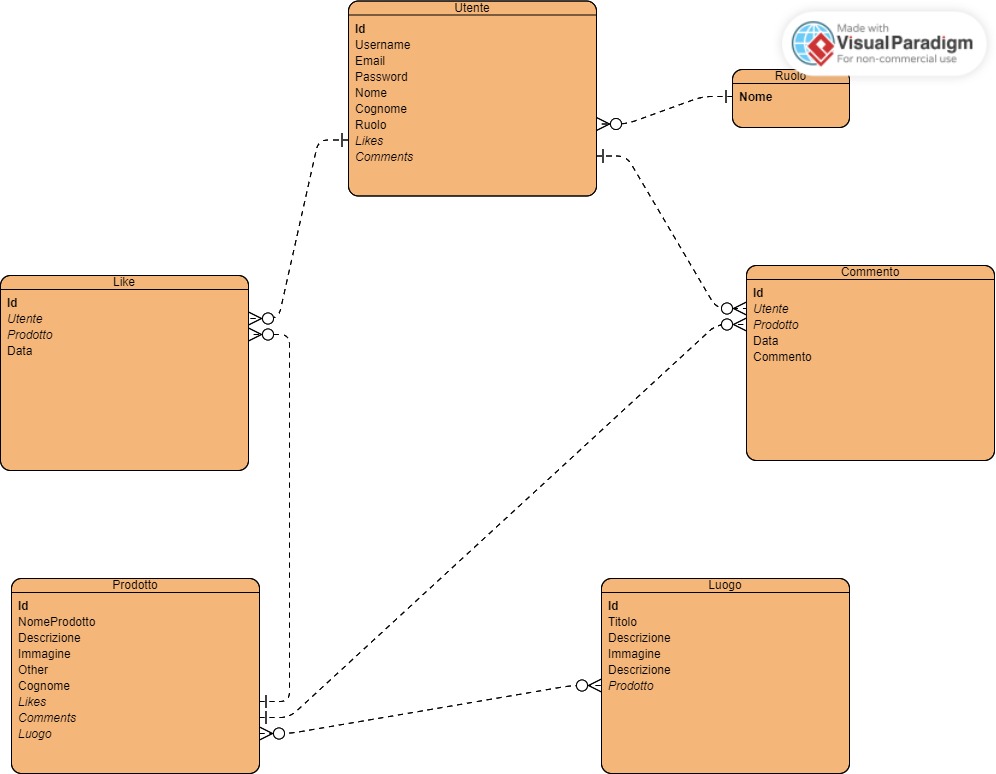 Utente
Id
Username
Email
Password
Nome
Cognome
Ruolo
Likes
Comments
Made with
Visual Paradigm
For non-commercial use
Ruolo
Nome
Like
Id
Utente
Prodotto
Data
Commento
Id
Utente
Prodotto
Data
Commento
Prodotto
Id
NomeProdotto
Descrizione
Immagine
Other
Cognome
Likes
Comments
Luogo
Luogo
Id
Titolo
Descrizione
Immagine
Descrizione
Prodotto